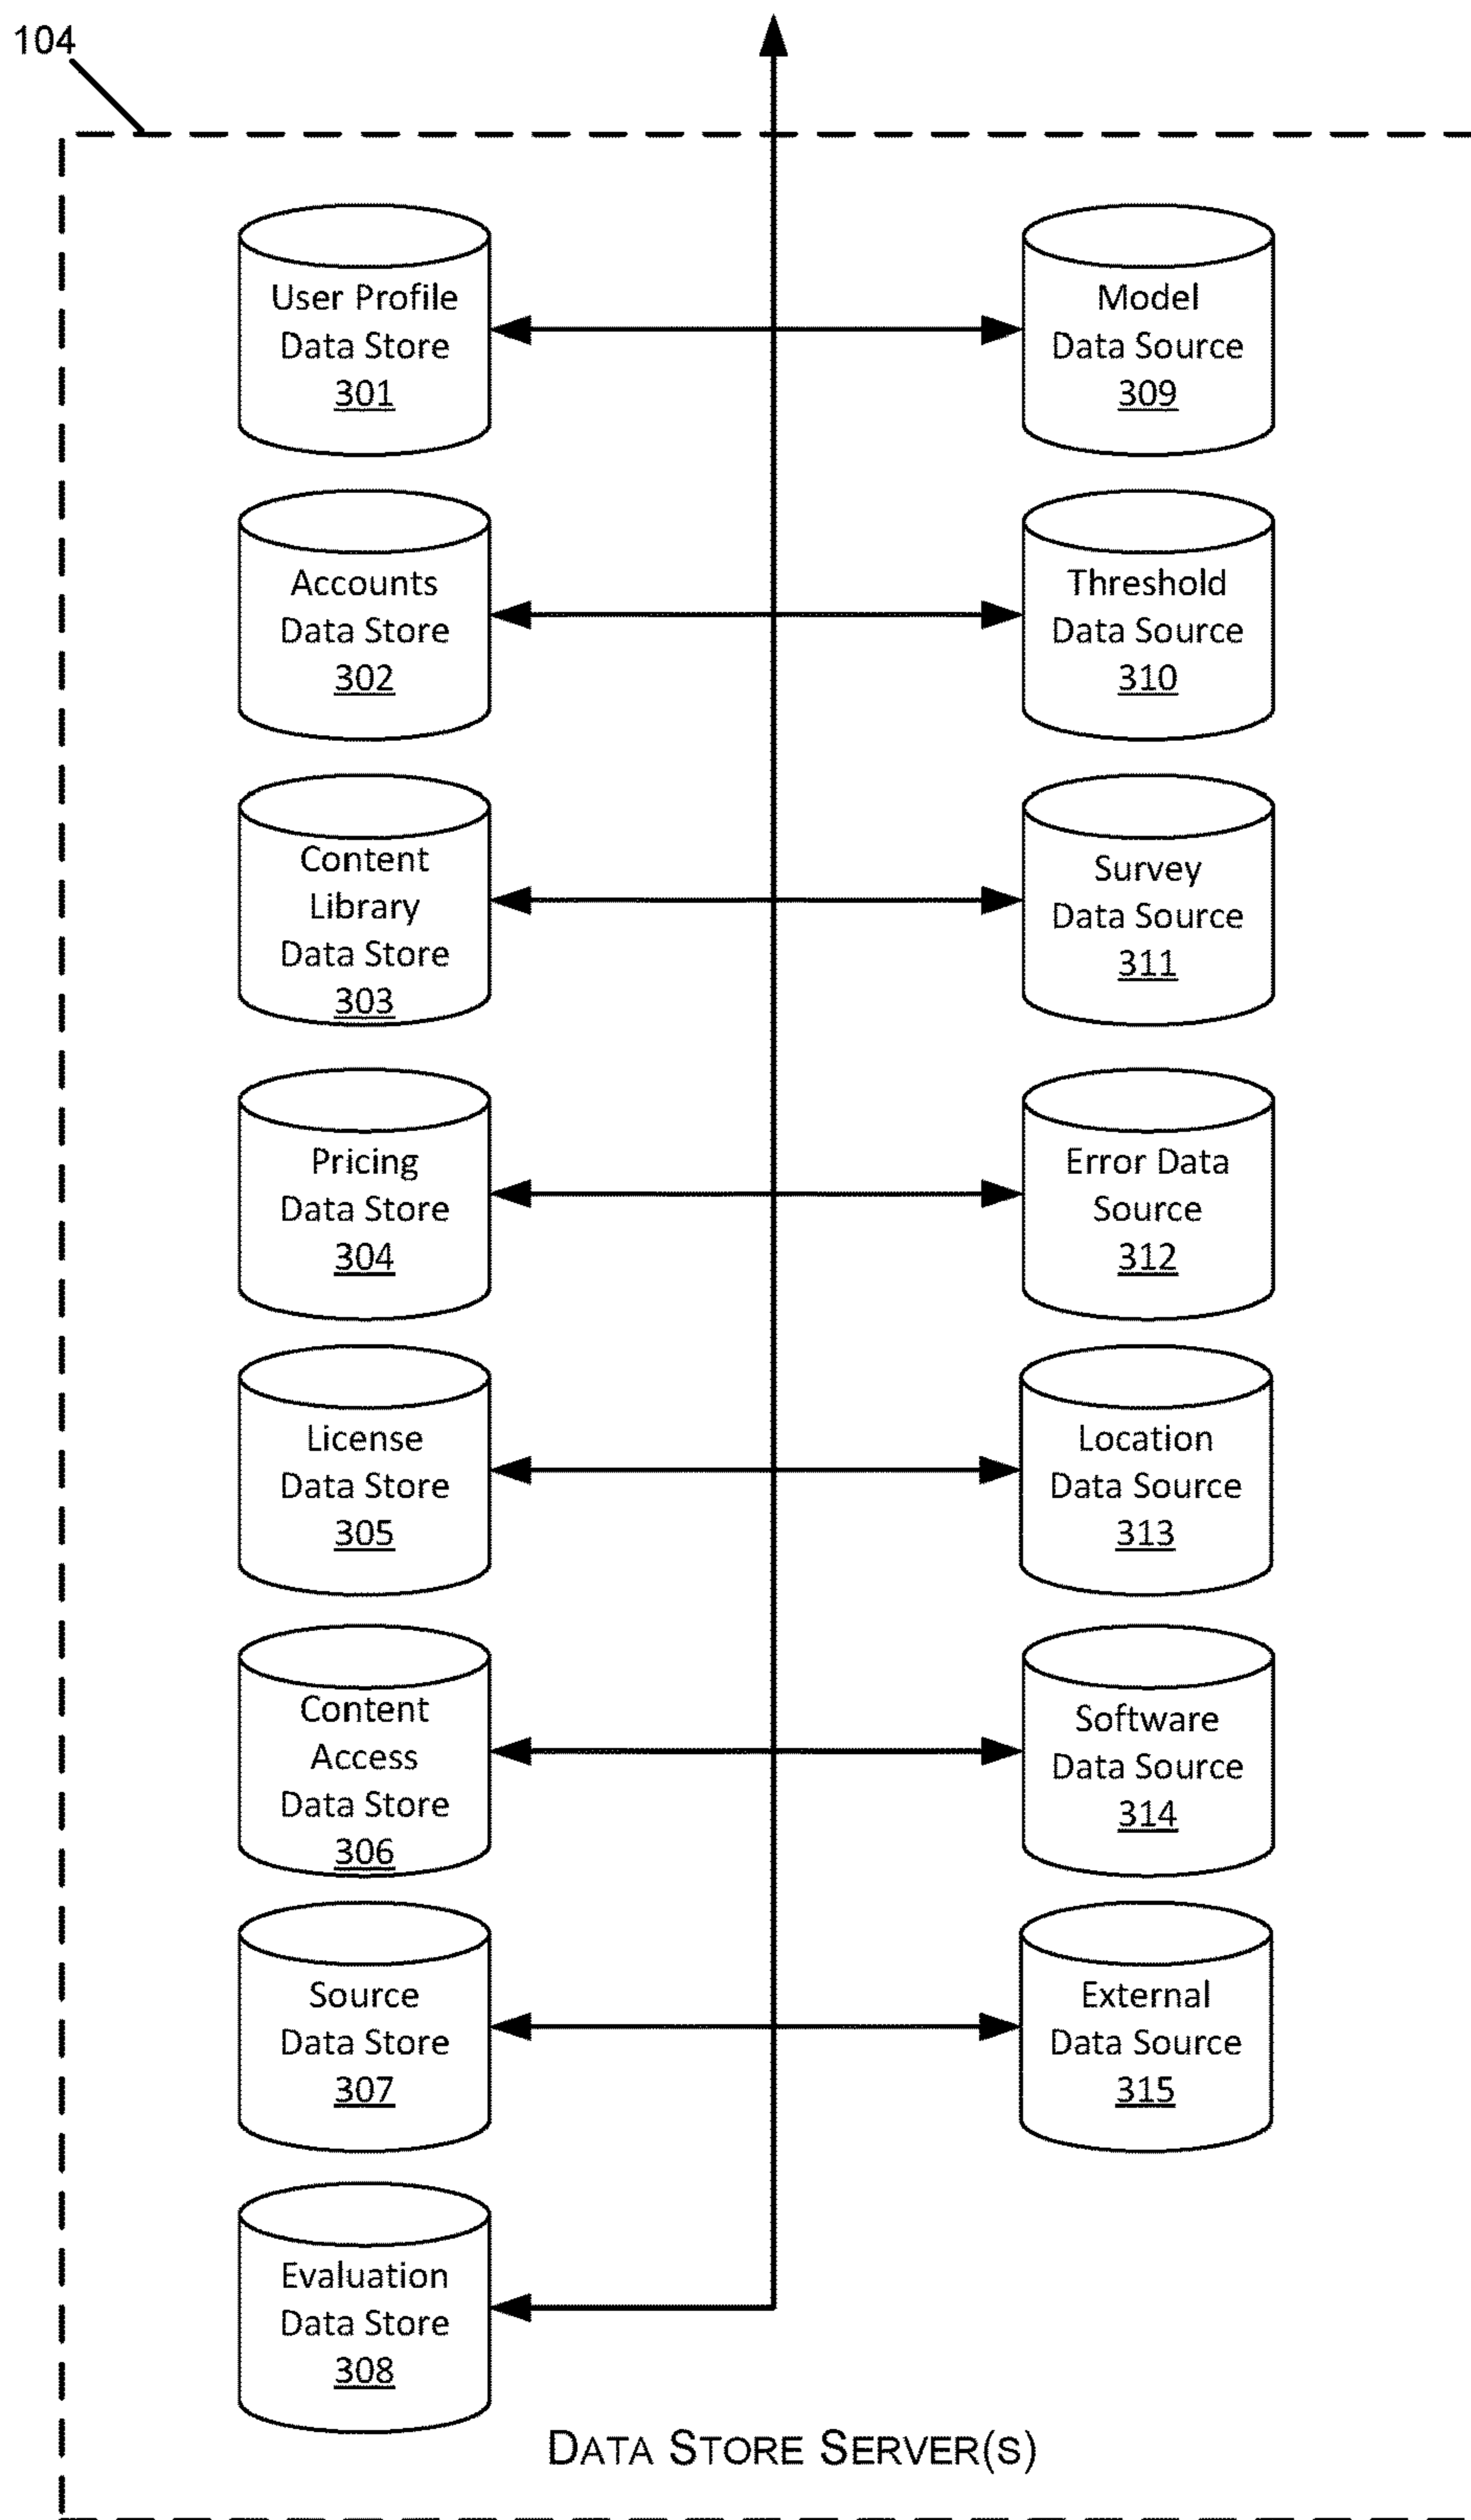 104
User Profile
Data Store
301
Model
Data Source
309
Accounts
Data Store
302
Threshold
Data Source
310
Content
Library
Data Store
303
Survey
Data Source
311
Pricing
Data Store
304
Error Data
Source
312
License
Data Store
305
Location
Data Source
313
Content
Access
Data Store
306
Software
Data Source
314
Source
Data Store
307
External
Data Source
315
Evaluation
Data Store
308
DATA STORE SERVER(S)